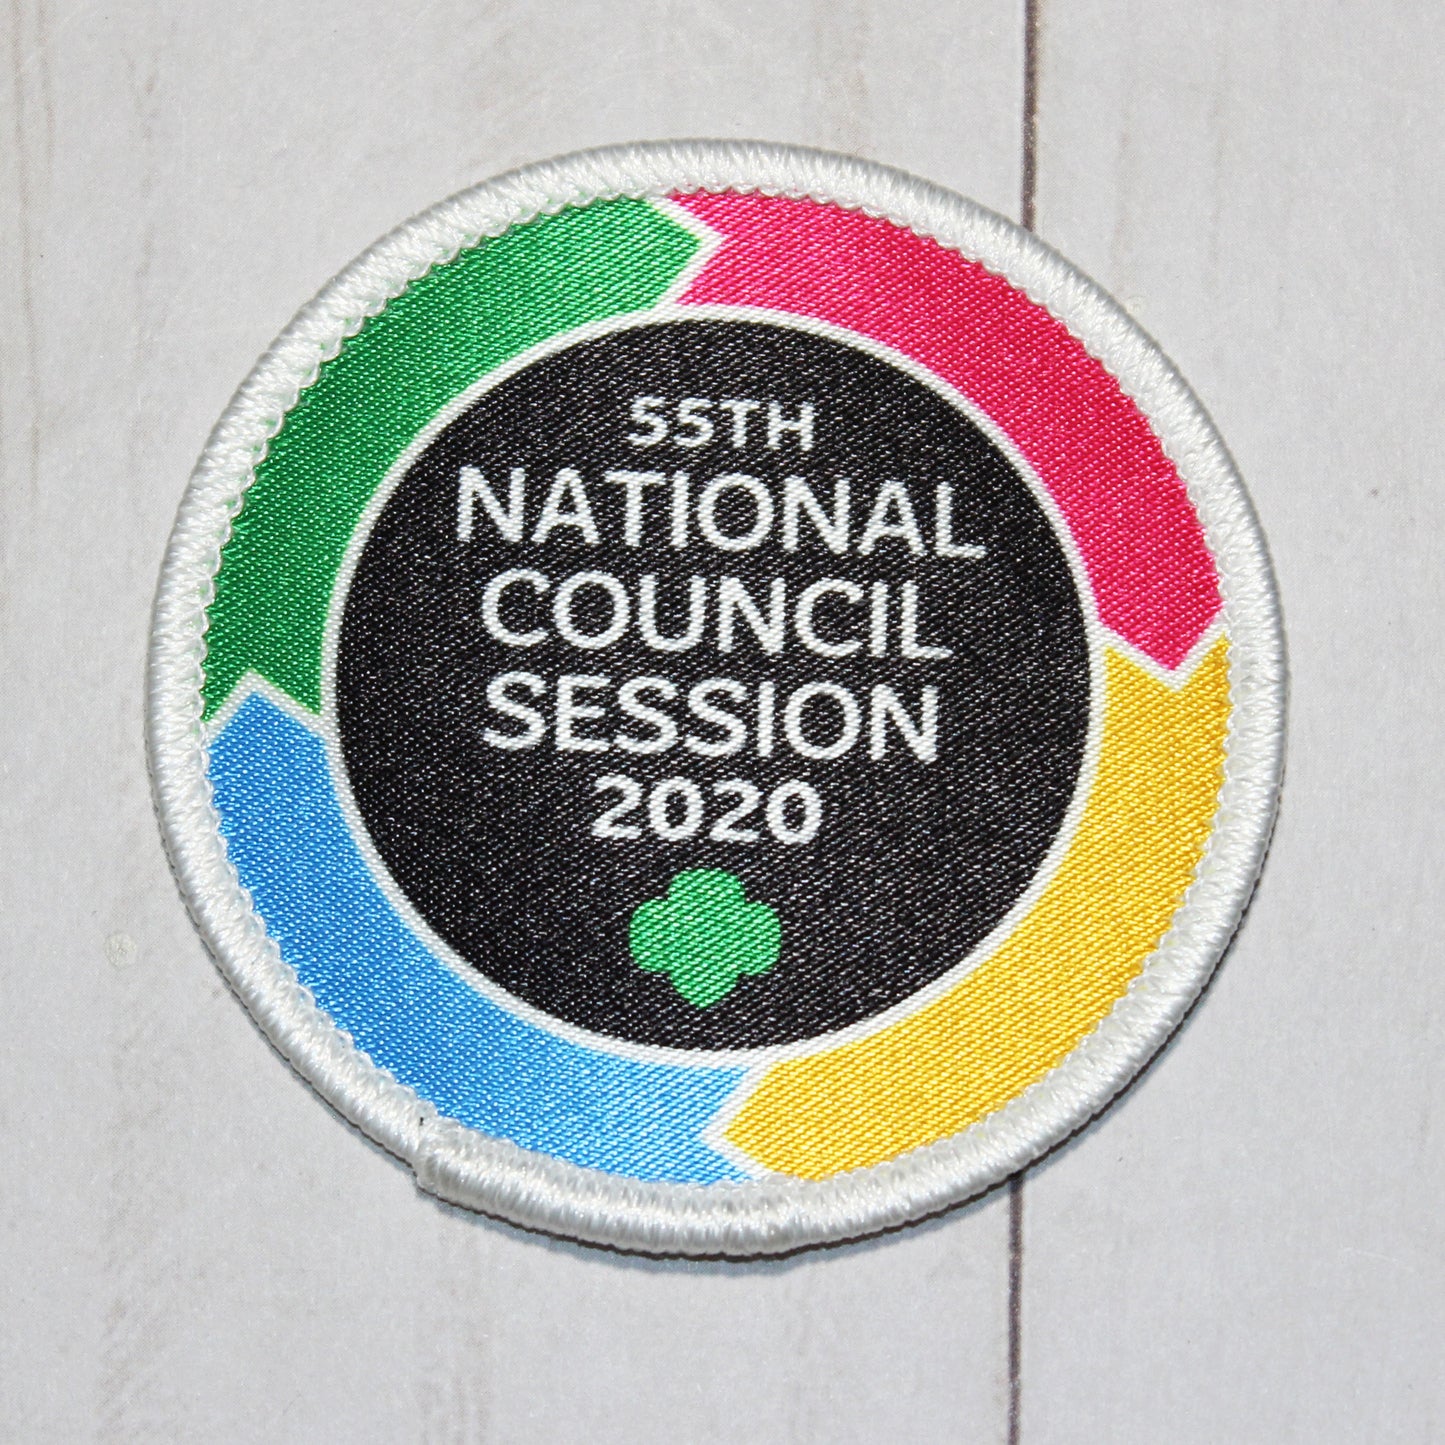 55TH
NATIONAL
COUNCIL
SESSION
2020